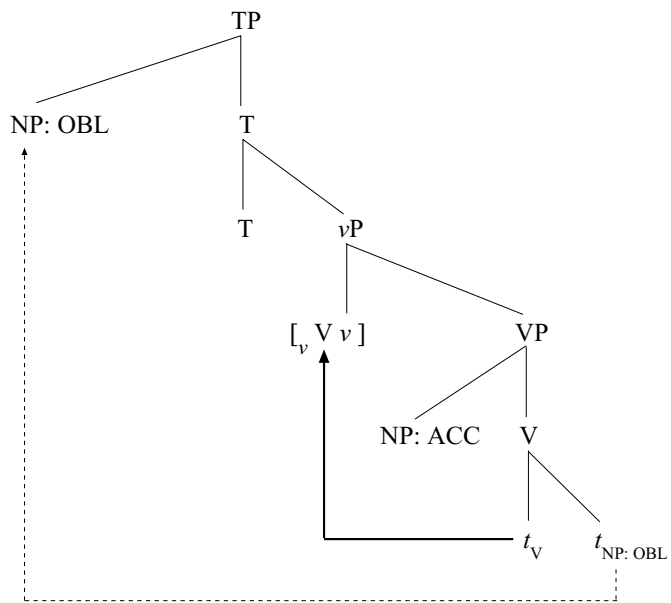 TP
NP: OBL T
T vP
[v V v ] VP
NP: ACC V
tV tNP: OBL